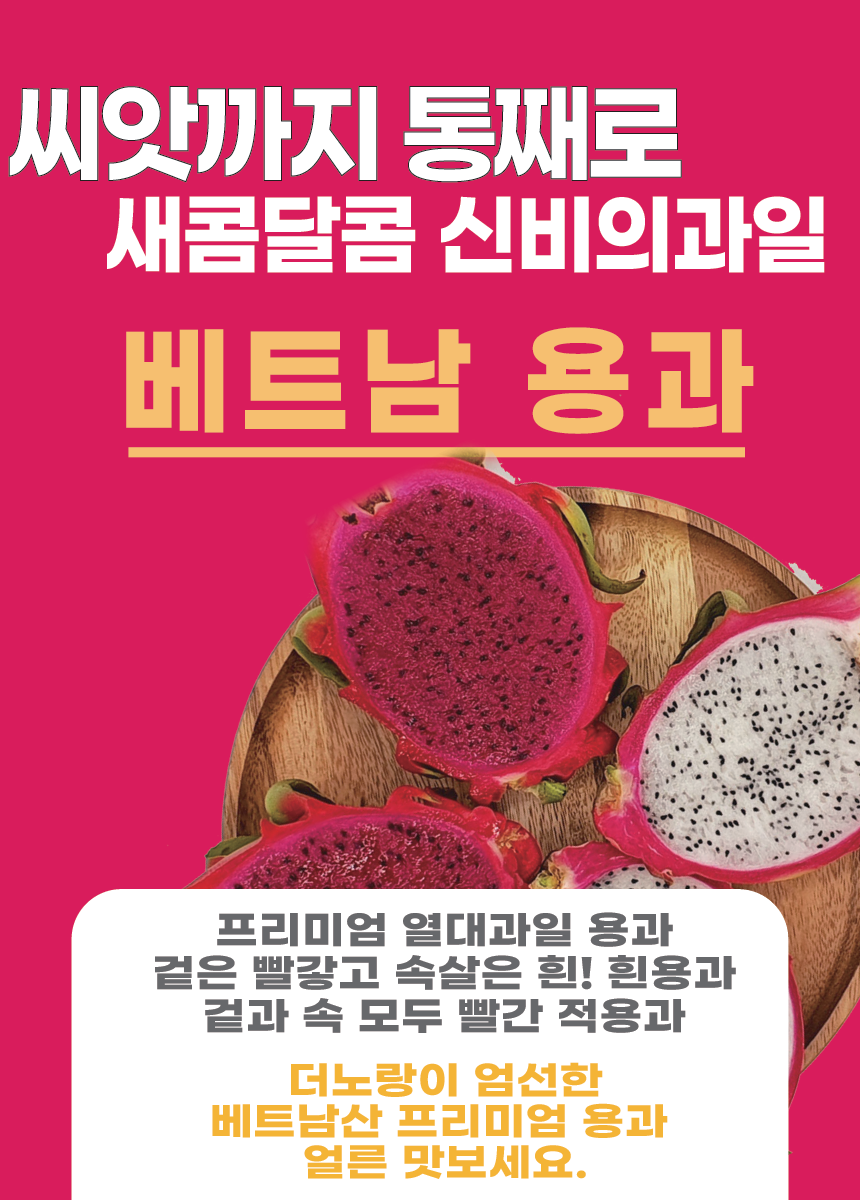 씨앗까지 통째로
새콤달콤 신비의과일
베트남 용과
프리미엄 열대과일 용과
겉은 빨갛고 속살은 흰! 흰용과
겉과 속 모두 빨간 적용과
더노랑이 엄선한
베트남산 프리미엄 용과
얼른 맛보세요.